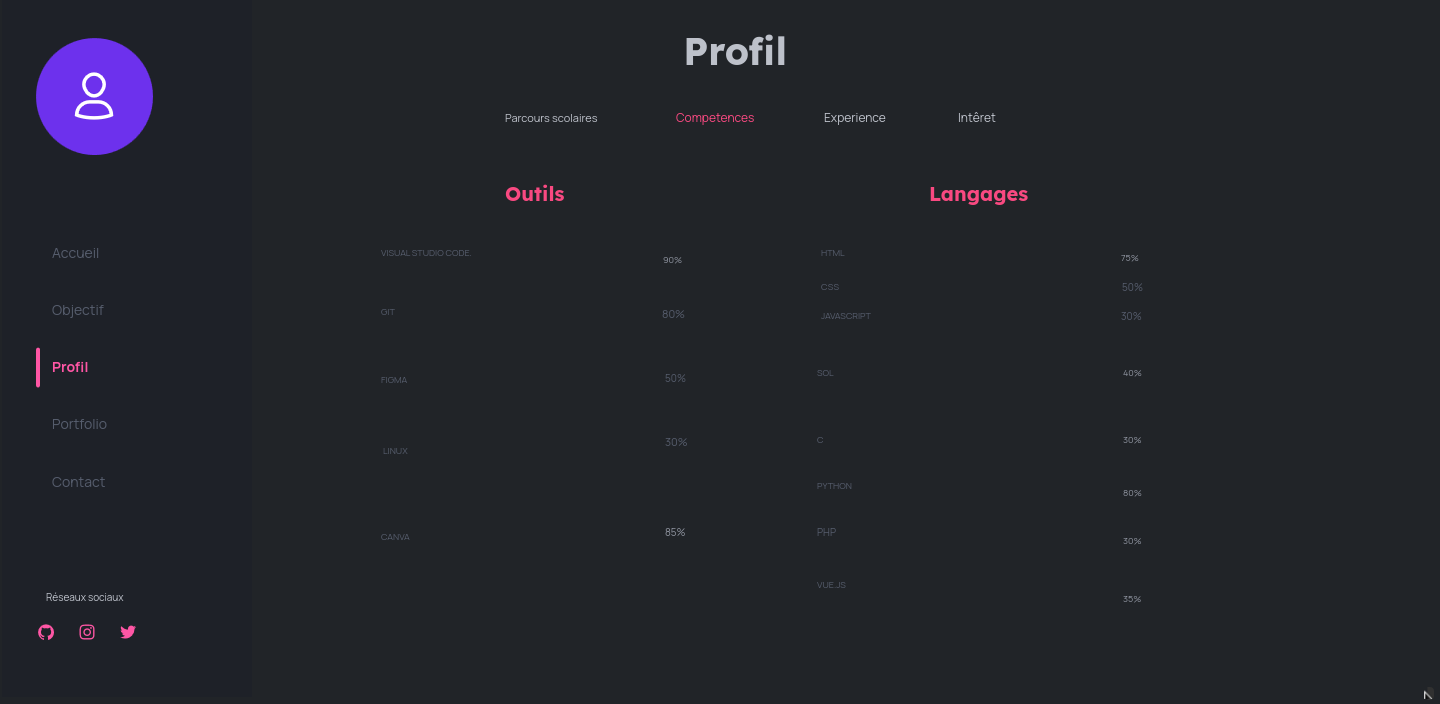 Profil
Parcours scolaires Competences Experience Intêret
Accueil
Objectif
Profil
Portfolio
Contact
Réseaux sociaux
Outils
VISUAL STUDIO CODE. 90%
GIT 80%
FIGMA 50%
LINUX 30%
CANVA 85%
Langages
HTML 75%
CSS 50%
JAVASCRIPT 30%
SQL 40%
C 30%
PYTHON 80%
PHP 30%
VUE.JS 35%